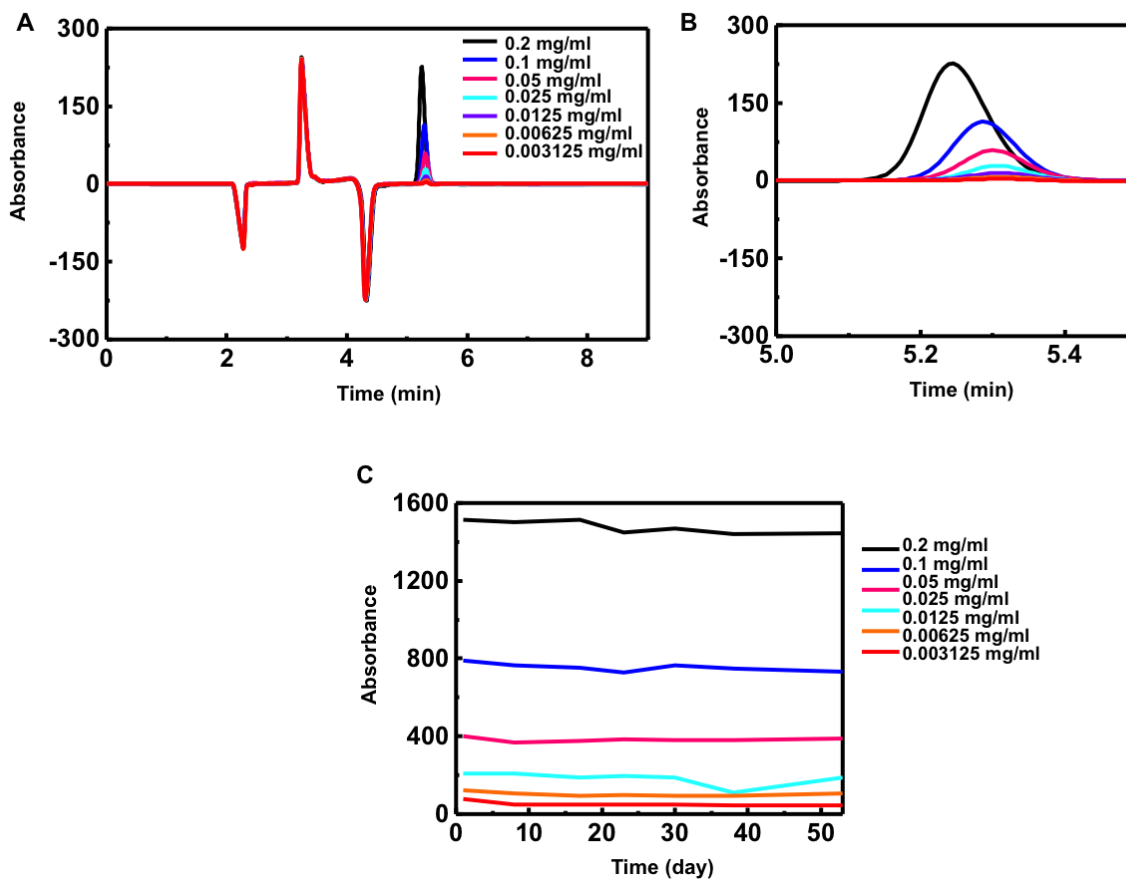 A
300
150
0
-150
-300
Absorbance
0 2 4 6 8
Time (min)
0.2 mg/ml
0.1 mg/ml
0.05 mg/ml
0.025 mg/ml
0.0125 mg/ml
0.00625 mg/ml
0.003125 mg/ml
B
300
150
0
-150
-300
Absorbance
5.0 5.2 5.4
Time (min)
C
1600
1200
800
400
0
Absorbance
0 10 20 30 40 50
Time (day)
0.2 mg/ml
0.1 mg/ml
0.05 mg/ml
0.025 mg/ml
0.0125 mg/ml
0.00625 mg/ml
0.003125 mg/ml